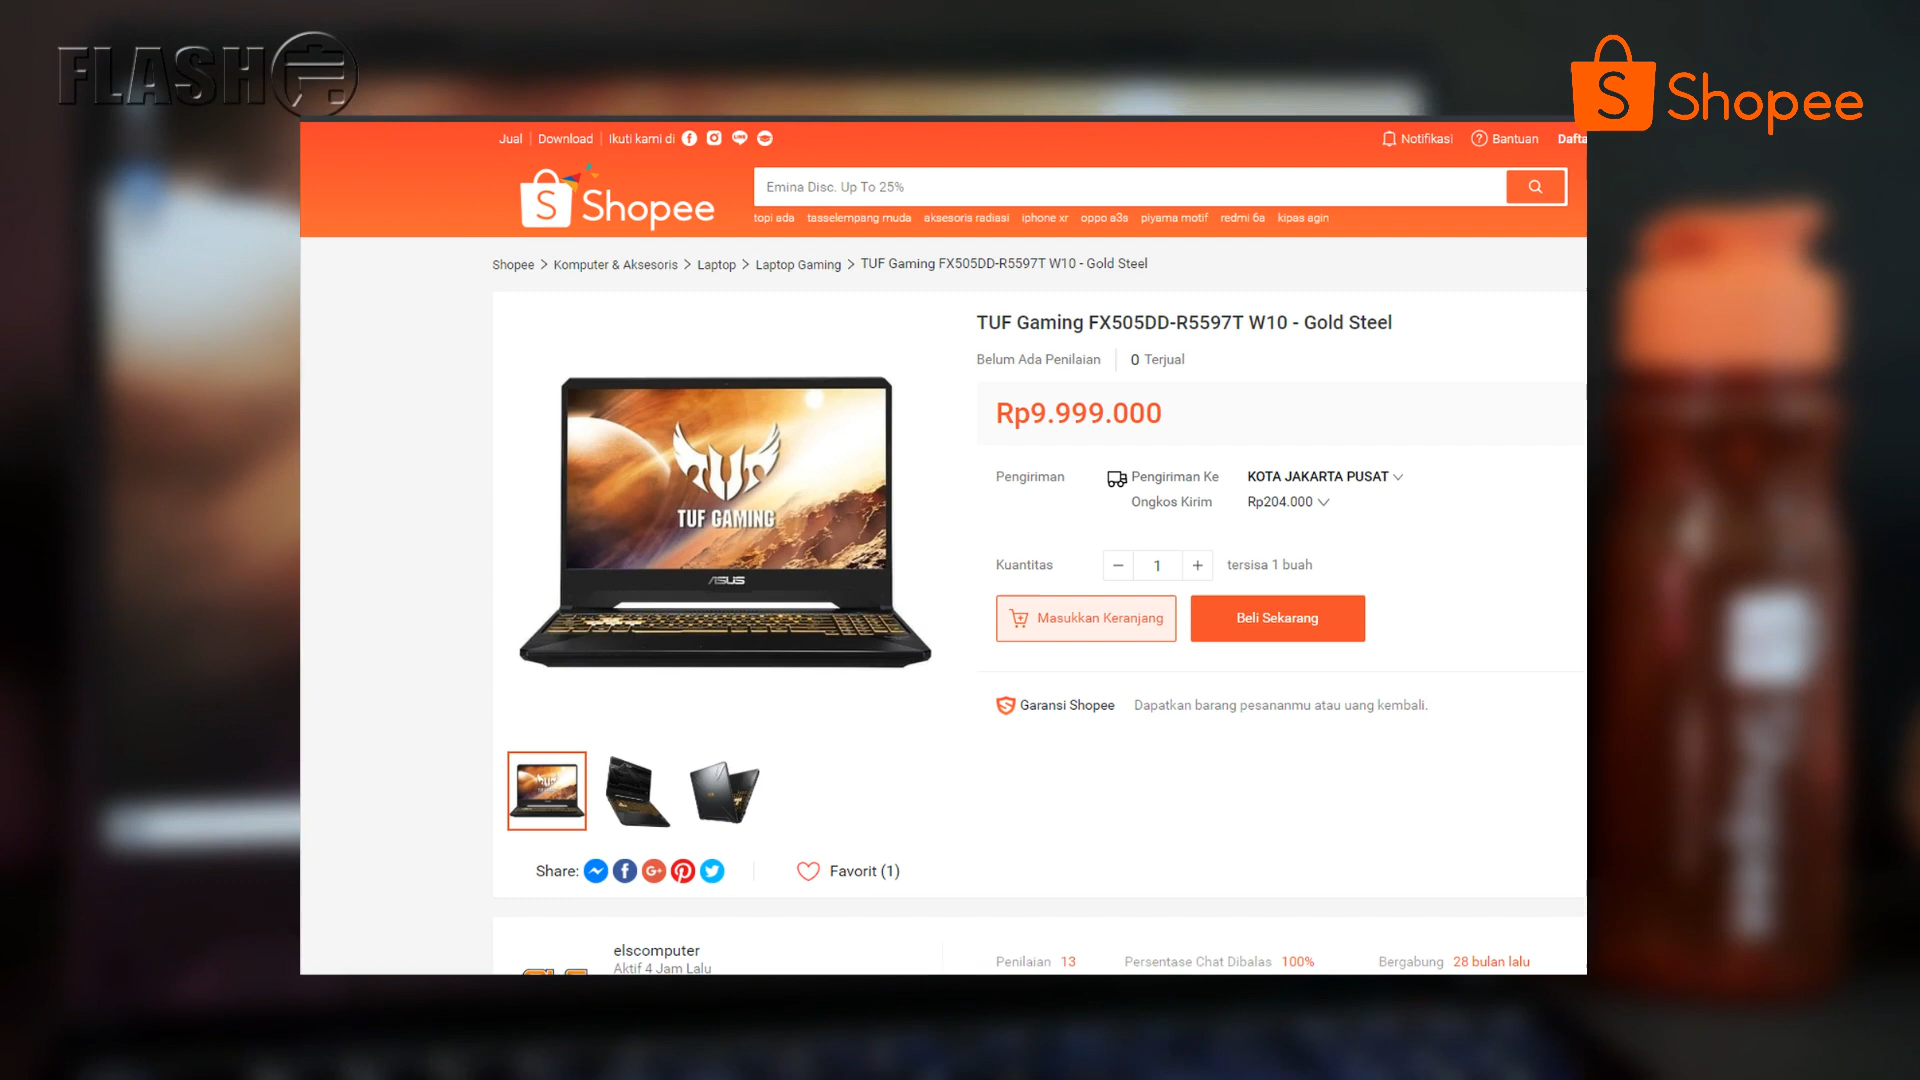 FLASH
Shopee
Jual Download Ikuti kami di
Notifikasi Bantuan Dafta
Shopee
Emina Disc. Up To 25%
topi ada tasselempang muda aksesoris radiasi iphone xr oppo a3s piyama motif redmi 6a kipas agin
Shopee > Komputer & Aksesoris > Laptop > Laptop Gaming > TUF Gaming FX505DD-R5597T W10 - Gold Steel
TUF Gaming FX505DD-R5597T W10 - Gold Steel
Belum Ada Penilaian 0 Terjual
Rp9.999.000
Pengiriman Pengiriman Ke KOTA JAKARTA PUSAT
Ongkos Kirim Rp204.000
TUF GAMING
ASUS
Kuantitas − 1 + tersisa 1 buah
Masukkan Keranjang Beli Sekarang
Garansi Shopee Dapatkan barang pesananmu atau uang kembali.
Share: Favorit (1)
elscomputer
Aktif 4 Jam Lalu
Penilaian 13 Persentase Chat Dibalas 100% Bergabung 28 bulan lalu